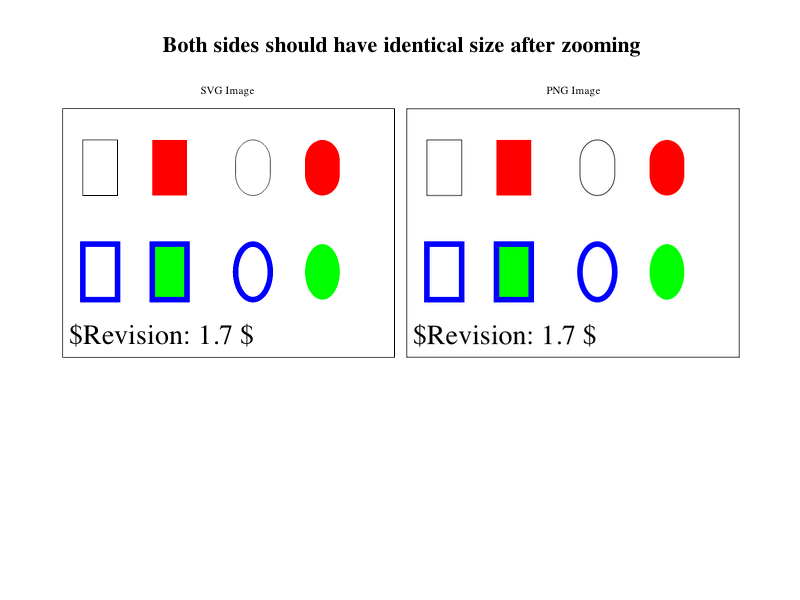 Both sides should have identical size after zooming
SVG Image
PNG Image
$Revision: 1.7 $
$Revision: 1.7 $